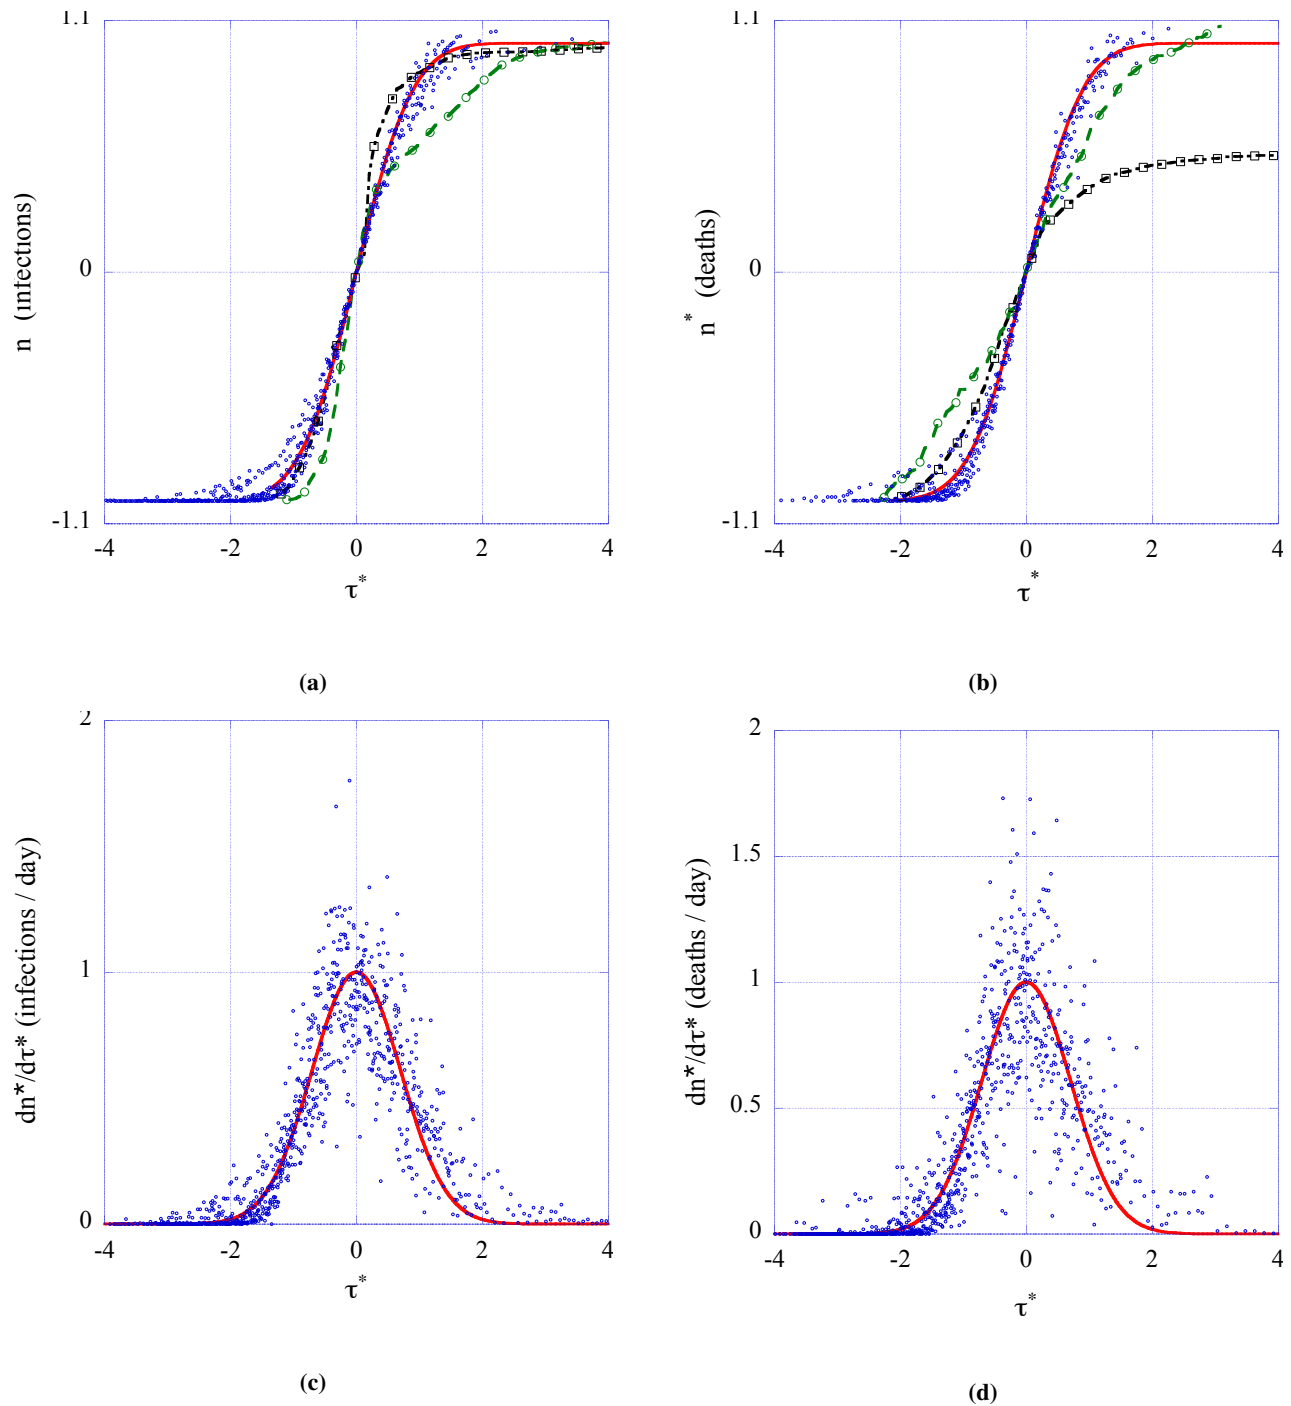 1.1
0
-1.1
-4
-2
0
2
4
n (infections)
τ*
(a)
1.1
0
-1.1
-4
-2
0
2
4
n* (deaths)
τ*
(b)
2
1
0
-4
-2
0
2
4
dn*/dτ* (infections / day)
τ*
(c)
2
1.5
1
0.5
0
-4
-2
0
2
4
dn*/dτ* (deaths / day)
τ*
(d)